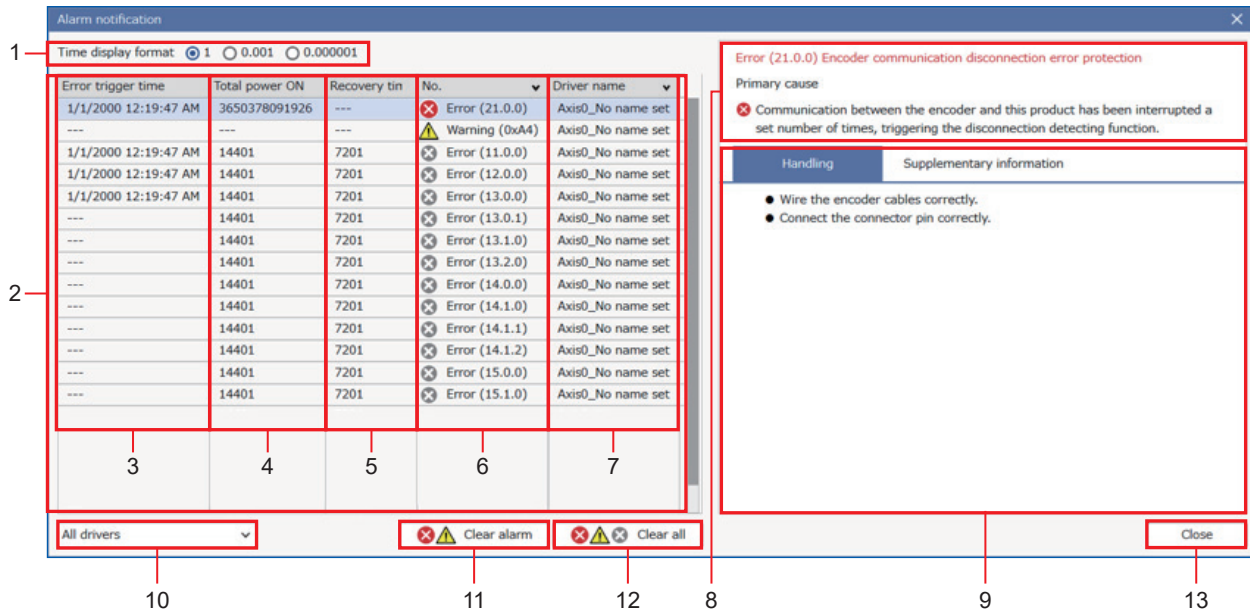 Alarm notification
1 Time display format 1 0.001 0.000001
Error trigger time Total power ON Recovery tin No. Driver name
1/1/2000 12:19:47 AM 3650378091926 --- Error (21.0.0) Axis0_No name set
--- --- --- Warning (0xA4) Axis0_No name set
1/1/2000 12:19:47 AM 14401 7201 Error (11.0.0) Axis0_No name set
1/1/2000 12:19:47 AM 14401 7201 Error (12.0.0) Axis0_No name set
1/1/2000 12:19:47 AM 14401 7201 Error (13.0.0) Axis0_No name set
--- 14401 7201 Error (13.0.1) Axis0_No name set
--- 14401 7201 Error (13.1.0) Axis0_No name set
--- 14401 7201 Error (13.2.0) Axis0_No name set
2
--- 14401 7201 Error (14.0.0) Axis0_No name set
--- 14401 7201 Error (14.1.0) Axis0_No name set
--- 14401 7201 Error (14.1.1) Axis0_No name set
--- 14401 7201 Error (14.1.2) Axis0_No name set
--- 14401 7201 Error (15.0.0) Axis0_No name set
--- 14401 7201 Error (15.1.0) Axis0_No name set
3 4 5 6 7
All drivers Clear alarm Clear all
Error (21.0.0) Encoder communication disconnection error protection
Primary cause
Communication between the encoder and this product has been interrupted a
set number of times, triggering the disconnection detecting function.
Handling Supplementary information
● Wire the encoder cables correctly.
● Connect the connector pin correctly.
Close
10 11 12 8 9 13